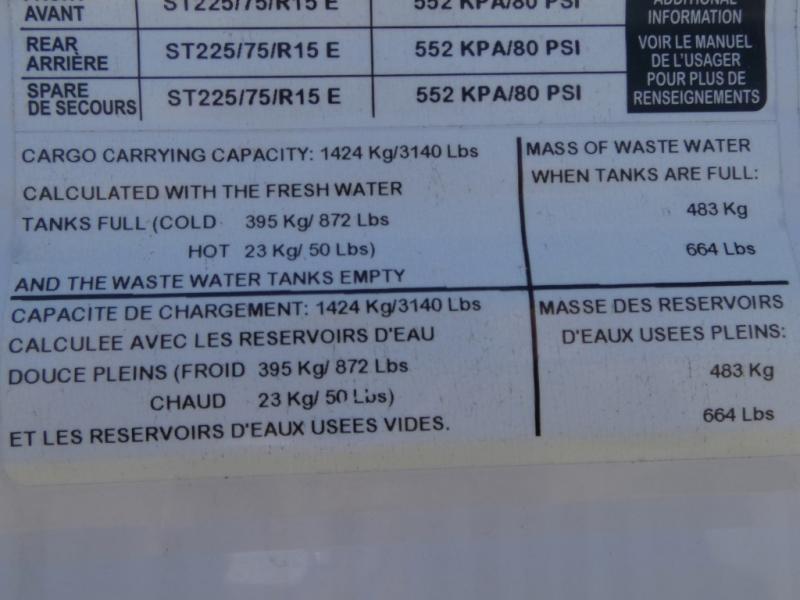 AVANT ST225/75/R15 E 552 KPA/80 PSI
ADDITIONAL
INFORMATION
REAR
ARRIÈRE ST225/75/R15 E 552 KPA/80 PSI
VOIR LE MANUEL
DE L'USAGER
POUR PLUS DE
RENSEIGNEMENTS
SPARE
DE SECOURS ST225/75/R15 E 552 KPA/80 PSI
CARGO CARRYING CAPACITY: 1424 Kg/3140 Lbs
CALCULATED WITH THE FRESH WATER
TANKS FULL (COLD 395 Kg/ 872 Lbs
HOT 23 Kg/ 50 Lbs)
AND THE WASTE WATER TANKS EMPTY
MASS OF WASTE WATER
WHEN TANKS ARE FULL:
483 Kg
664 Lbs
CAPACITE DE CHARGEMENT: 1424 Kg/3140 Lbs
CALCULEE AVEC LES RESERVOIRS D'EAU
DOUCE PLEINS (FROID 395 Kg/ 872 Lbs
CHAUD 23 Kg/ 50 Lbs)
ET LES RESERVOIRS D'EAUX USEES VIDES.
MASSE DES RESERVOIRS
D'EAUX USEES PLEINS:
483 Kg
664 Lbs